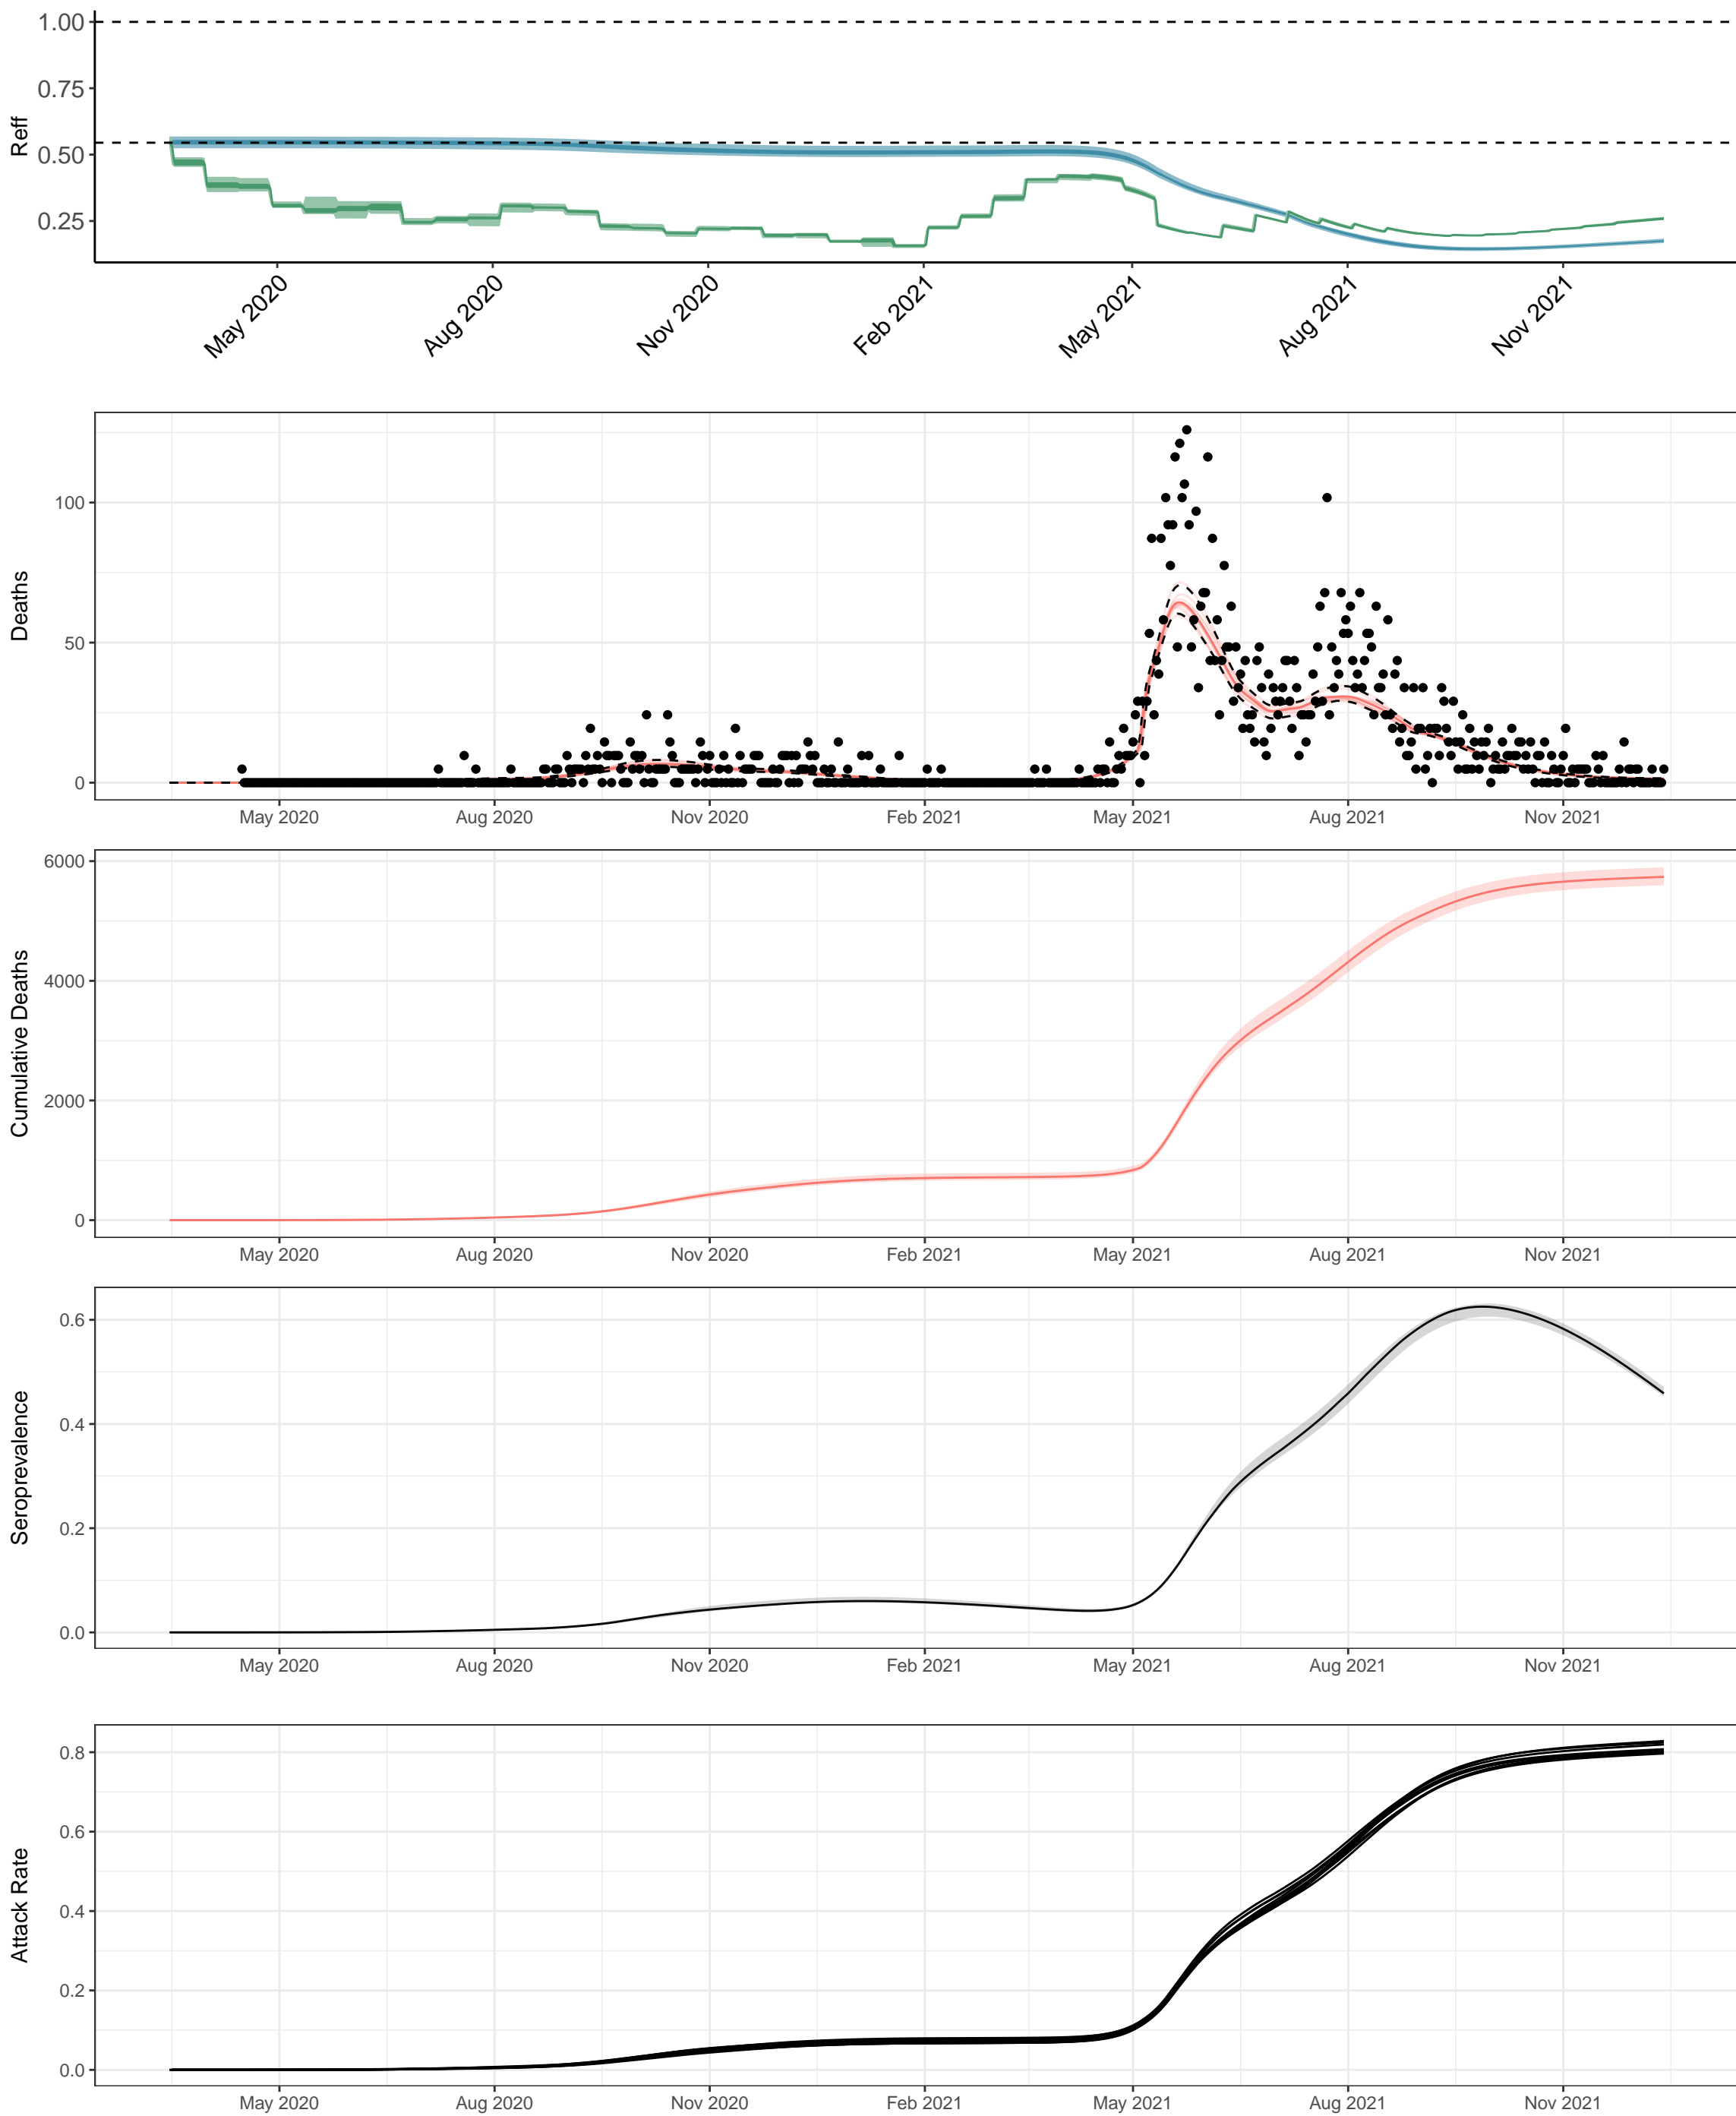 Reff
1.00
0.75
0.50
0.25
May 2020
Aug 2020
Nov 2020
Feb 2021
May 2021
Aug 2021
Nov 2021
Deaths
100
50
0
May 2020
Aug 2020
Nov 2020
Feb 2021
May 2021
Aug 2021
Nov 2021
Cumulative Deaths
6000
4000
2000
0
May 2020
Aug 2020
Nov 2020
Feb 2021
May 2021
Aug 2021
Nov 2021
Seroprevalence
0.6
0.4
0.2
0.0
May 2020
Aug 2020
Nov 2020
Feb 2021
May 2021
Aug 2021
Nov 2021
Attack Rate
0.8
0.6
0.4
0.2
0.0
May 2020
Aug 2020
Nov 2020
Feb 2021
May 2021
Aug 2021
Nov 2021